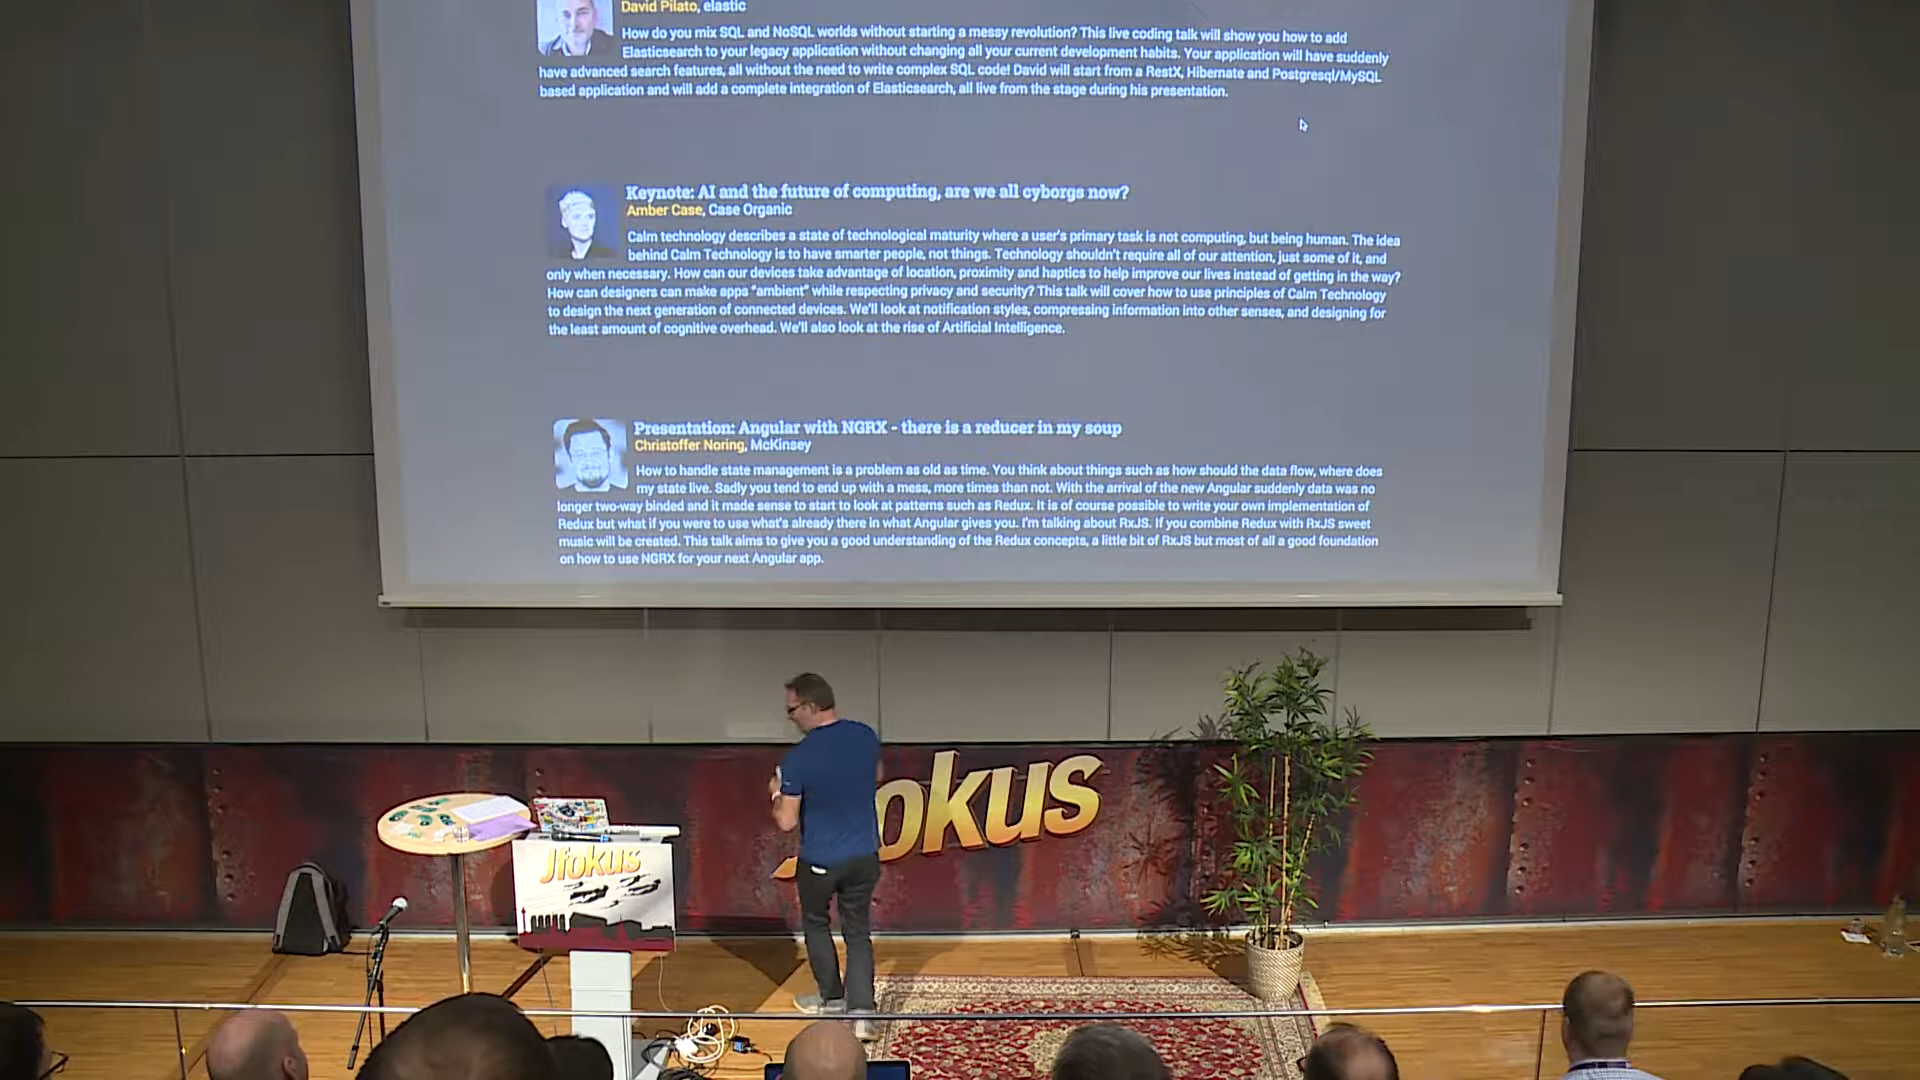 David Pilato, elastic
How do you mix SQL and NoSQL worlds without starting a messy revolution? This live coding talk will show you how to add
Elasticsearch to your legacy application without changing all your current development habits. Your application will have suddenly
have advanced search features, all without the need to write complex SQL code! David will start from a RestX, Hibernate and Postgresql/MySQL
based application and will add a complete integration of Elasticsearch, all live from the stage during his presentation.
Keynote: AI and the future of computing, are we all cyborgs now?
Amber Case, Case Organic
Calm technology describes a state of technological maturity where a user's primary task is not computing, but being human. The idea
behind Calm Technology is to have smarter people, not things. Technology shouldn't require all of our attention, just some of it, and
only when necessary. How can our devices take advantage of location, proximity and haptics to help improve our lives instead of getting in the way?
How can designers can make apps "ambient" while respecting privacy and security? This talk will cover how to use principles of Calm Technology
to design the next generation of connected devices. We'll look at notification styles, compressing information into other senses, and designing for
the least amount of cognitive overhead. We'll also look at the rise of Artificial Intelligence.
Presentation: Angular with NGRX - there is a reducer in my soup
Christoffer Noring, McKinsey
How to handle state management is a problem as old as time. You think about things such as how should the data flow, where does
my state live. Sadly you tend to end up with a mess, more times than not. With the arrival of the new Angular suddenly data was no
longer two-way binded and it made sense to start to look at patterns such as Redux. It is of course possible to write your own implementation of
Redux but what if you were to use what's already there in what Angular gives you. I'm talking about RxJS. If you combine Redux with RxJS sweet
music will be created. This talk aims to give you a good understanding of the Redux concepts, a little bit of RxJS but most of all a good foundation
on how to use NGRX for your next Angular app.
okus
Jfokus